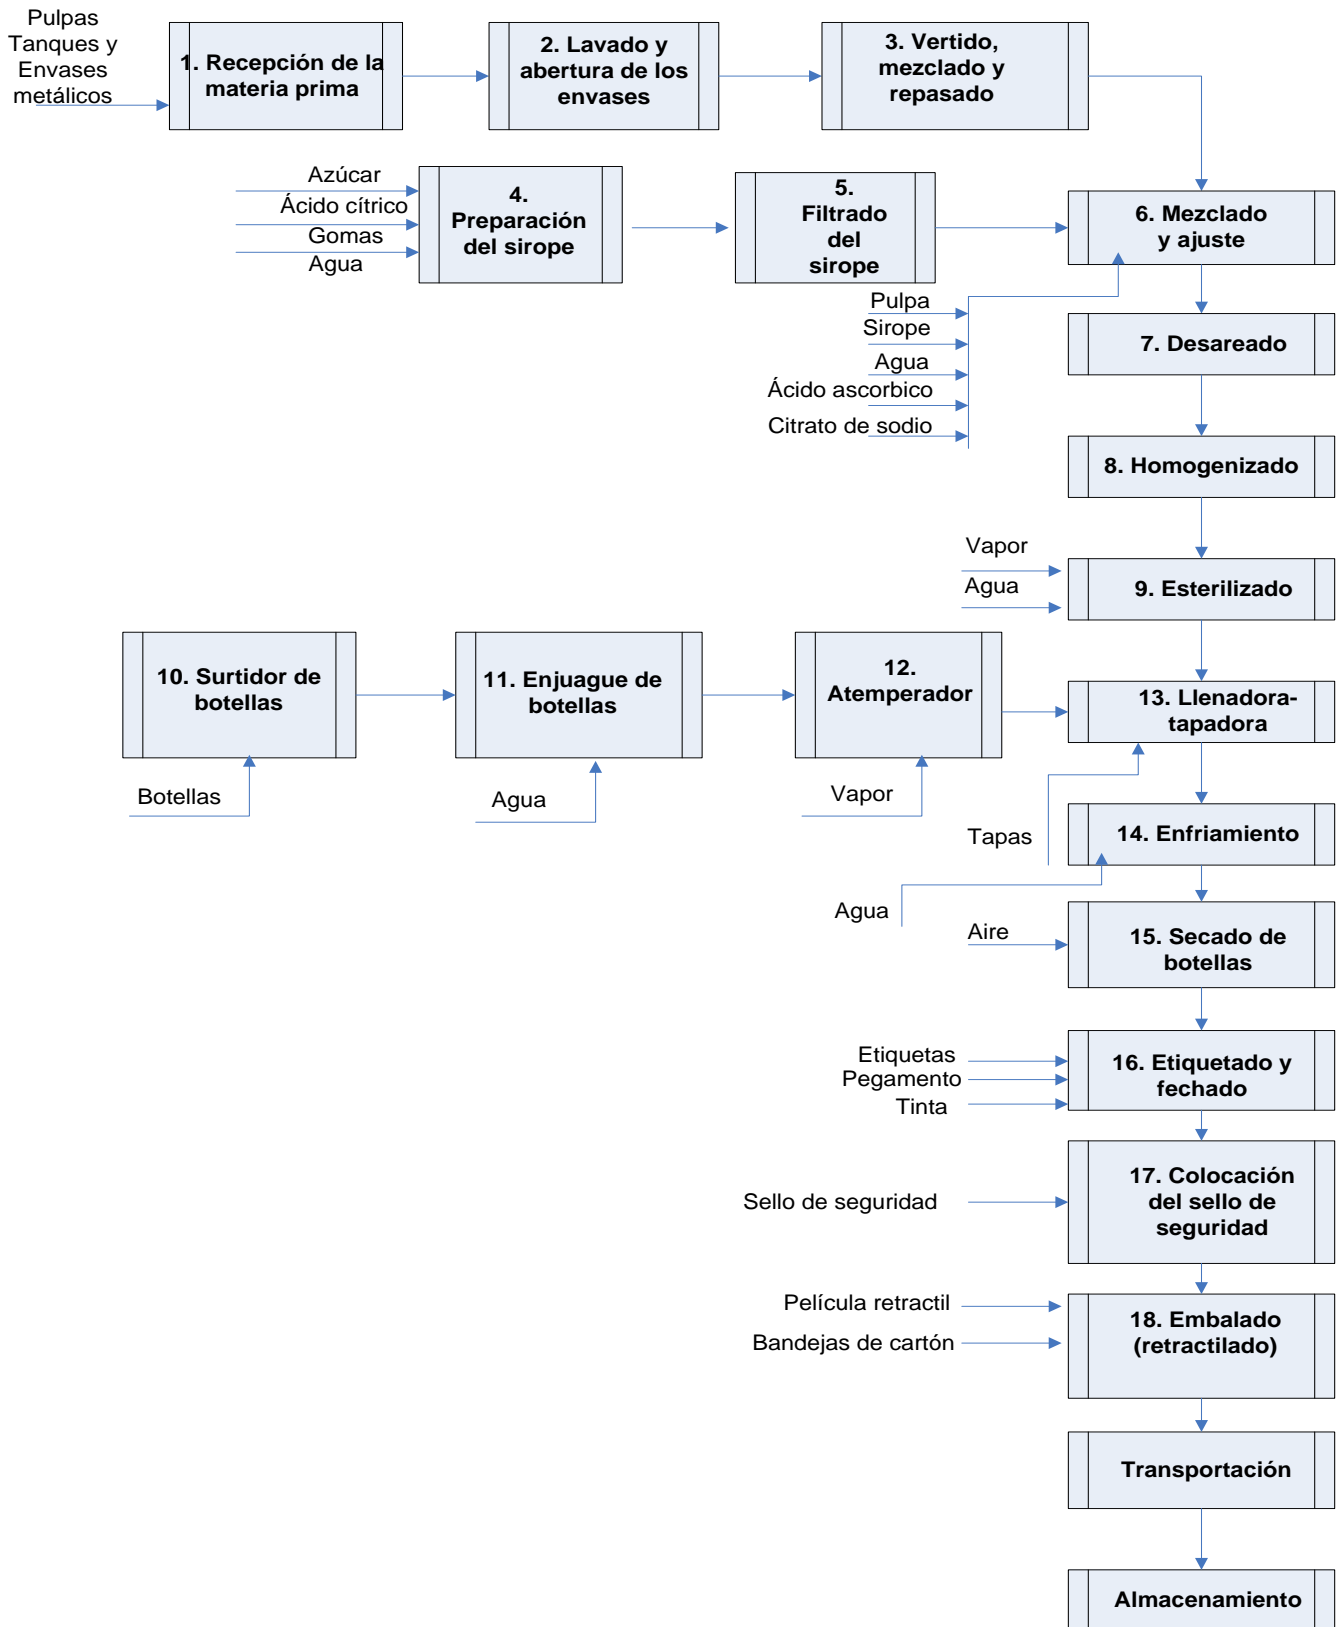 Pulpas
Tanques y
Envases
metálicos
1. Recepción de la
materia prima
2. Lavado y
abertura de los
envases
3. Vertido,
mezclado y
repasado
Azúcar
Ácido cítrico
Gomas
Agua
4.
Preparación
del sirope
5.
Filtrado
del
sirope
6. Mezclado
y ajuste
Pulpa
Sirope
Agua
Ácido ascorbico
Citrato de sodio
7. Desareado
8. Homogenizado
Vapor
Agua
9. Esterilizado
10. Surtidor de
botellas
11. Enjuague de
botellas
12.
Atemperador
13. Llenadora-
tapadora
Botellas
Agua
Vapor
Tapas
14. Enfriamiento
Agua
Aire
15. Secado de
botellas
Etiquetas
Pegamento
Tinta
16. Etiquetado y
fechado
Sello de seguridad
17. Colocación
del sello de
seguridad
Película retractil
Bandejas de cartón
18. Embalado
(retractilado)
Transportación
Almacenamiento